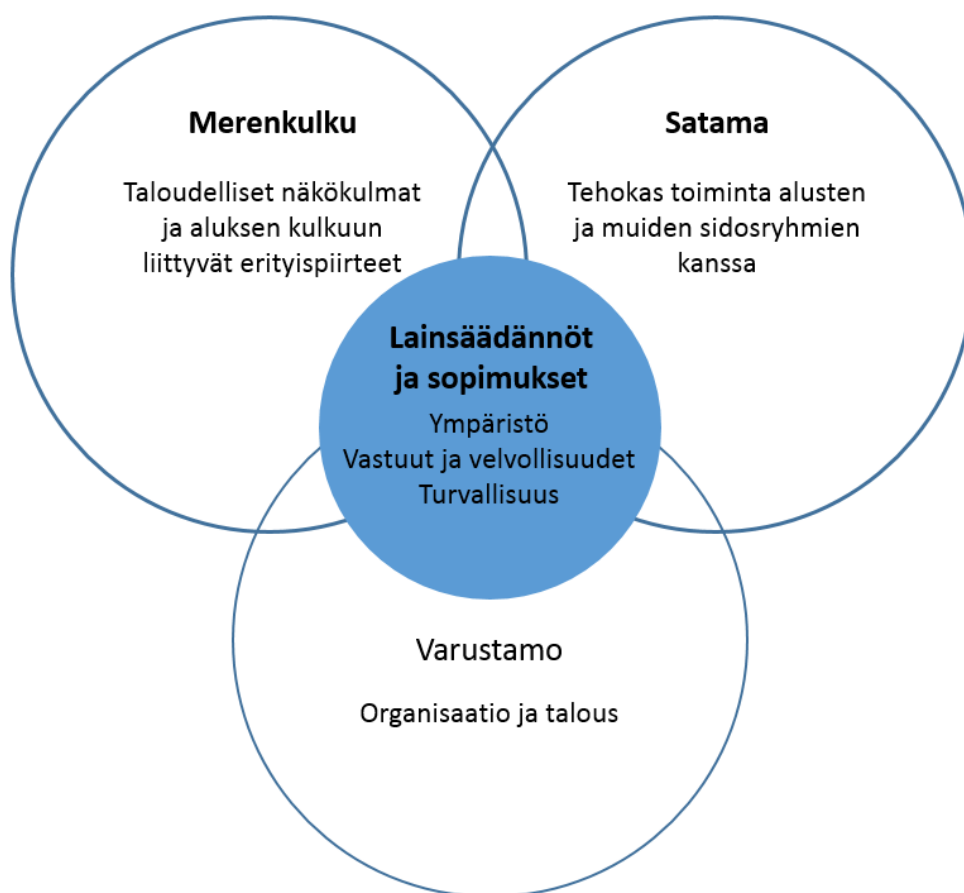 Merenkulku
Taloudelliset näkökulmat
ja aluksen kulkuun
liittyvät erityispiirteet
Satama
Tehokas toiminta alusten
ja muiden sidosryhmien
kanssa
Lainsäädännöt
ja sopimukset
Ympäristö
Vastuut ja velvollisuudet
Turvallisuus
Varustamo
Organisaatio ja talous